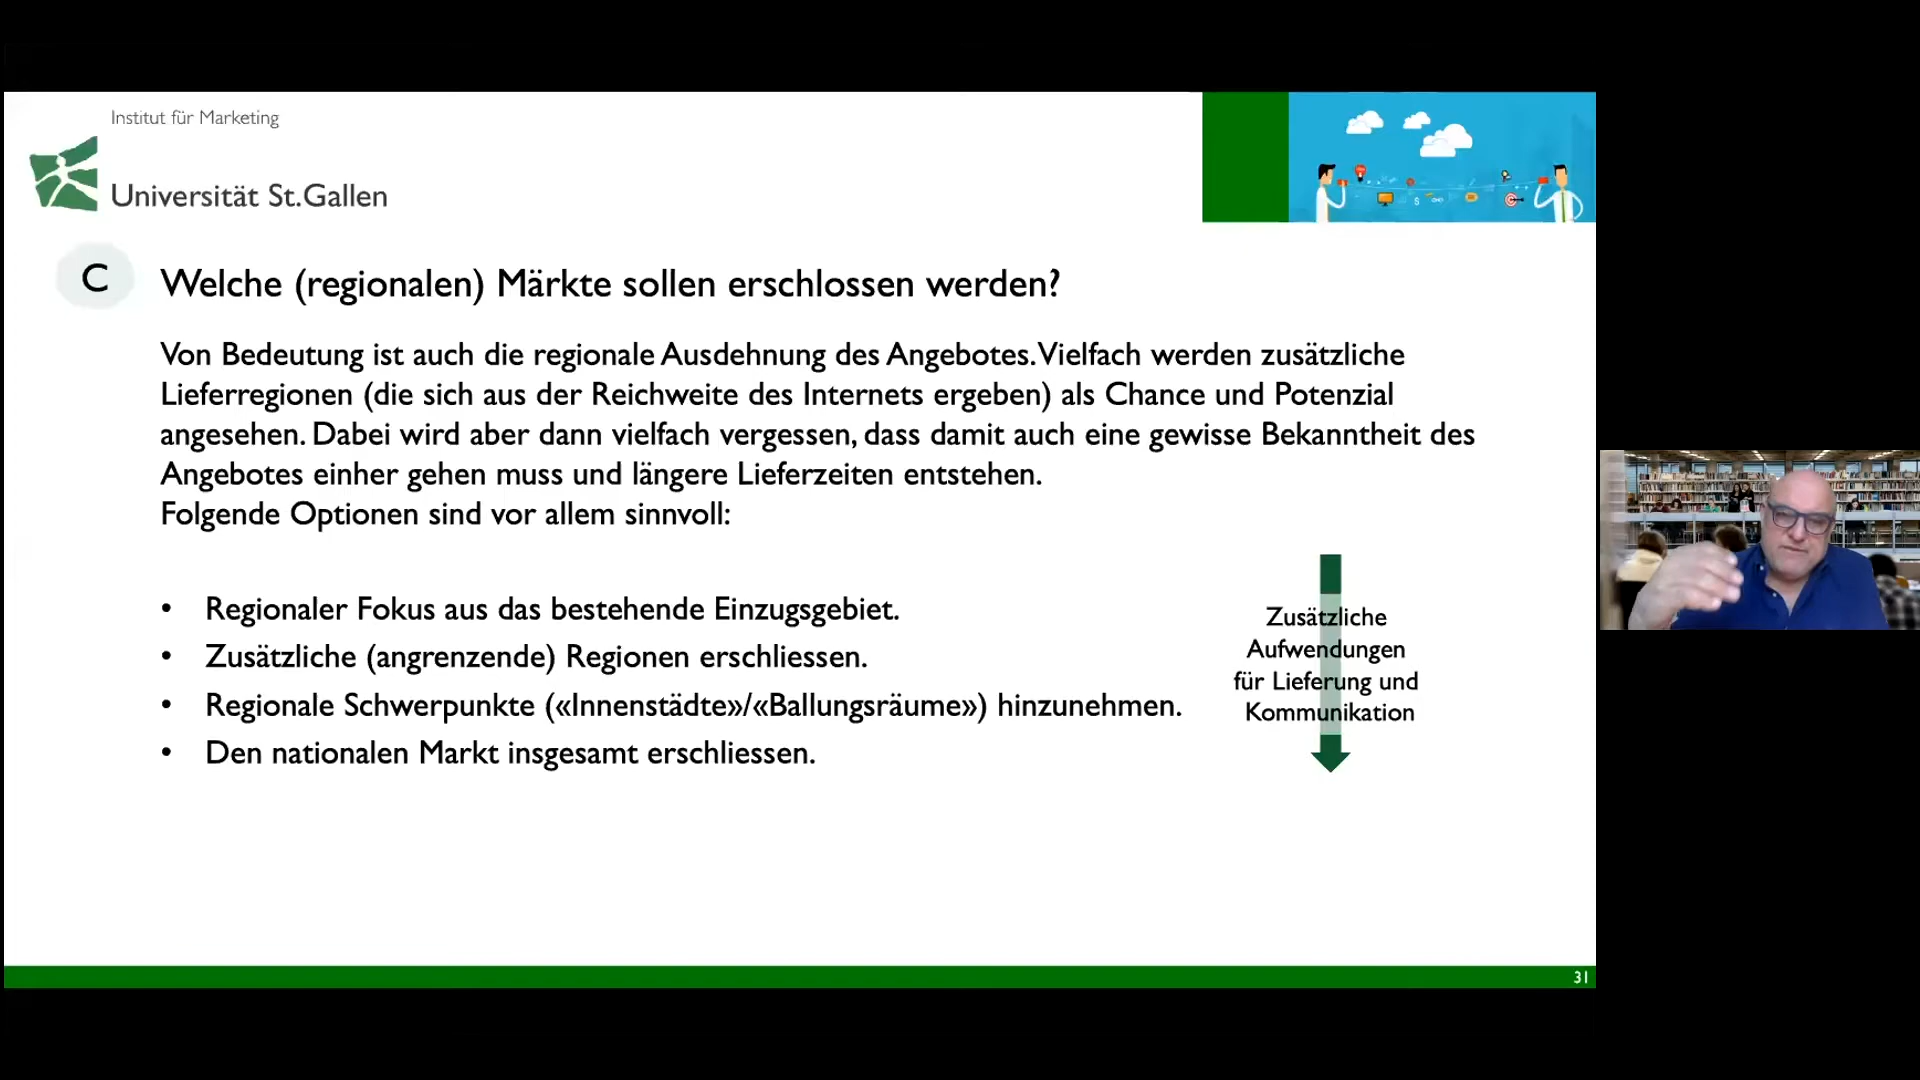 Institut für Marketing
Universität St.Gallen
C
Welche (regionalen) Märkte sollen erschlossen werden?
Von Bedeutung ist auch die regionale Ausdehnung des Angebotes. Vielfach werden zusätzliche
Lieferregionen (die sich aus der Reichweite des Internets ergeben) als Chance und Potenzial
angesehen. Dabei wird aber dann vielfach vergessen, dass damit auch eine gewisse Bekanntheit des
Angebotes einher gehen muss und längere Lieferzeiten entstehen.
Folgende Optionen sind vor allem sinnvoll:
• Regionaler Fokus aus das bestehende Einzugsgebiet.
• Zusätzliche (angrenzende) Regionen erschliessen.
• Regionale Schwerpunkte («Innenstädte»/«Ballungsräume») hinzunehmen.
• Den nationalen Markt insgesamt erschliessen.
Zusätzliche
Aufwendungen
für Lieferung und
Kommunikation
31